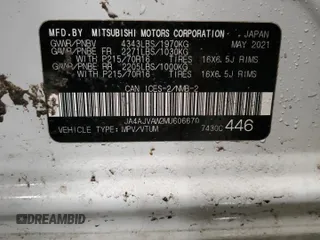 MFD.BY MITSUBISHI MOTORS CORPORATION JAPAN
GWR/PNBV 4343LBS/1970KG MAY 2021
GAWR/PNBE FR 2271LBS/1030KG
WITH P215/70R16 TIRES 16X6.5J RIMS
GAWR/PNBE RR 2205LBS/1000KG
WITH P215/70R16 TIRES 16X6.5J RIMS
CAN ICES-2/NMB-2
JA4AJVAW2MU606670
VEHICLE TYPE: MPV/VTUM 7430C 446
© DREAMBID